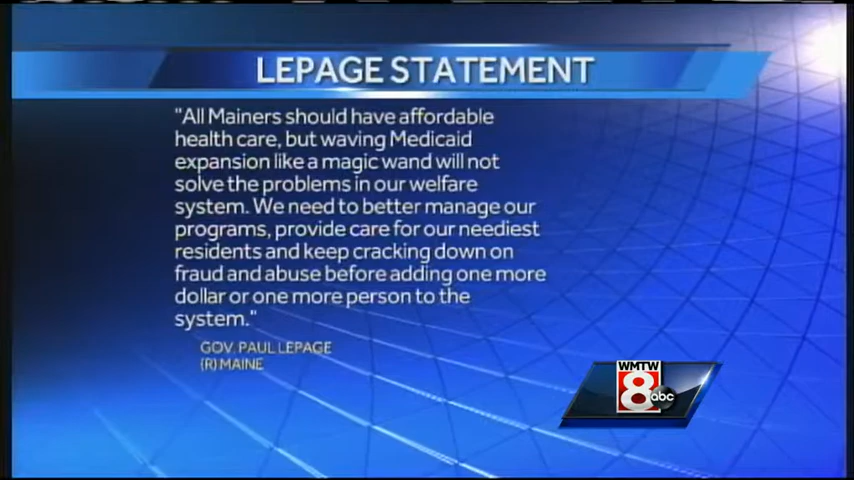 LEPAGE STATEMENT
"All Mainers should have affordable
health care, but waving Medicaid
expansion like a magic wand will not
solve the problems in our welfare
system. We need to better manage our
programs, provide care for our neediest
residents and keep cracking down on
fraud and abuse before adding one more
dollar or one more person to the
system."
GOV. PAUL LEPAGE
(R) MAINE
WMTW
8 abc